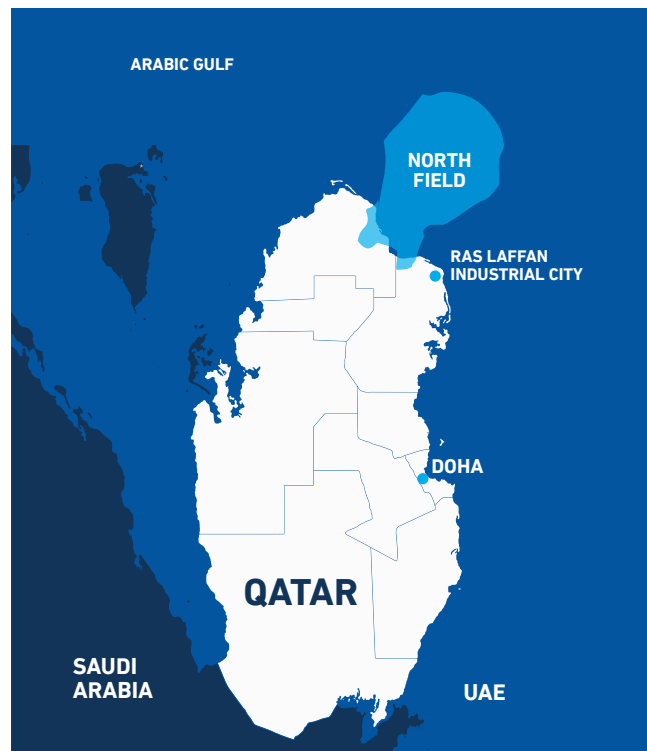 ARABIC GULF
NORTH
FIELD
RAS LAFFAN
INDUSTRIAL CITY
DOHA
QATAR
SAUDI
ARABIA
UAE